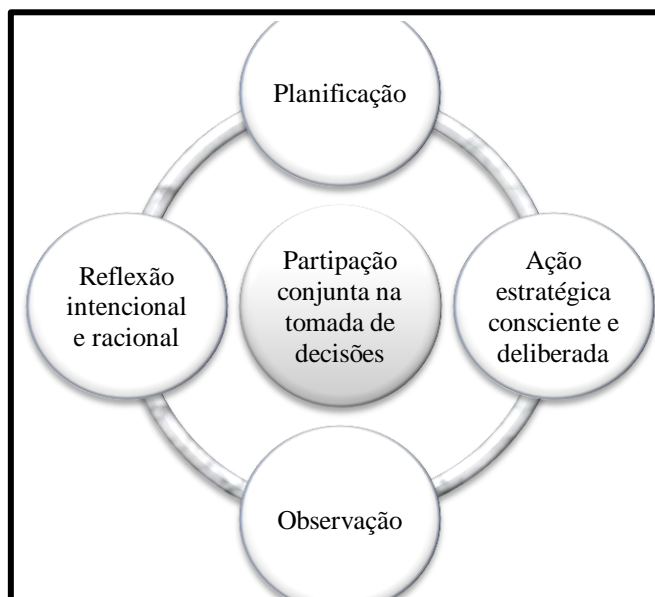 Planificação
Reflexão
intencional
e racional
Partipação
conjunta na
tomada de
decisões
Ação
estratégica
consciente e
deliberada
Observação